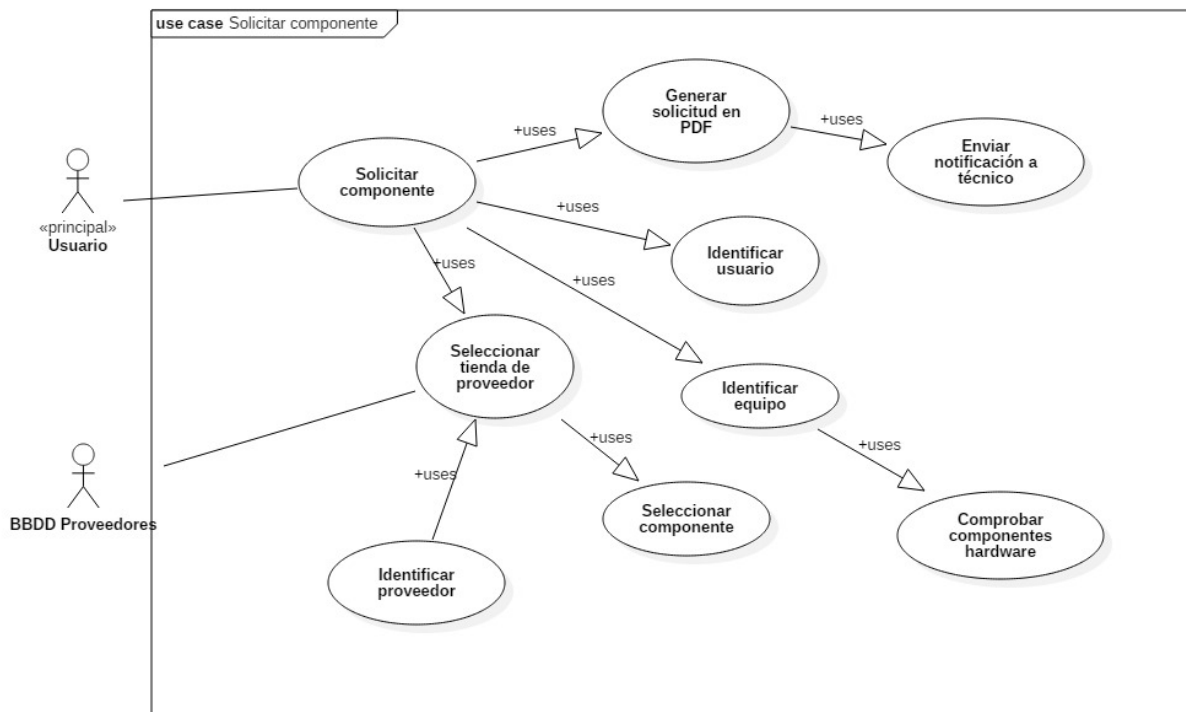 use case Solicitar componente
Generar
solicitud en
PDF
+uses
+uses
Enviar
notificación a
técnico
Solicitar
componente
«principal»
Usuario
+uses
Identificar
usuario
+uses
+uses
Seleccionar
tienda de
proveedor
Identificar
equipo
+uses
+uses
+uses
BBDD Proveedores
Seleccionar
componente
Comprobar
componentes
hardware
Identificar
proveedor